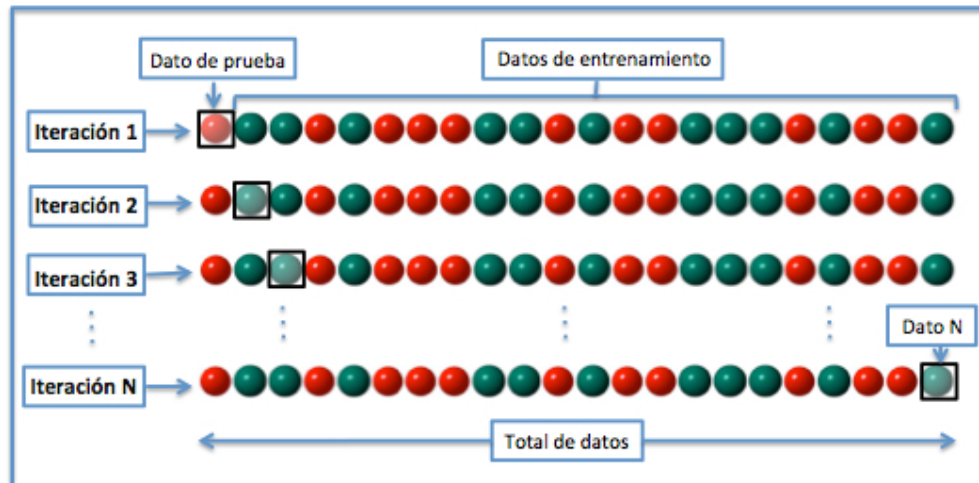 Dato de prueba
Datos de entrenamiento
Iteración 1
Iteración 2
Iteración 3
Dato N
Iteración N
Total de datos